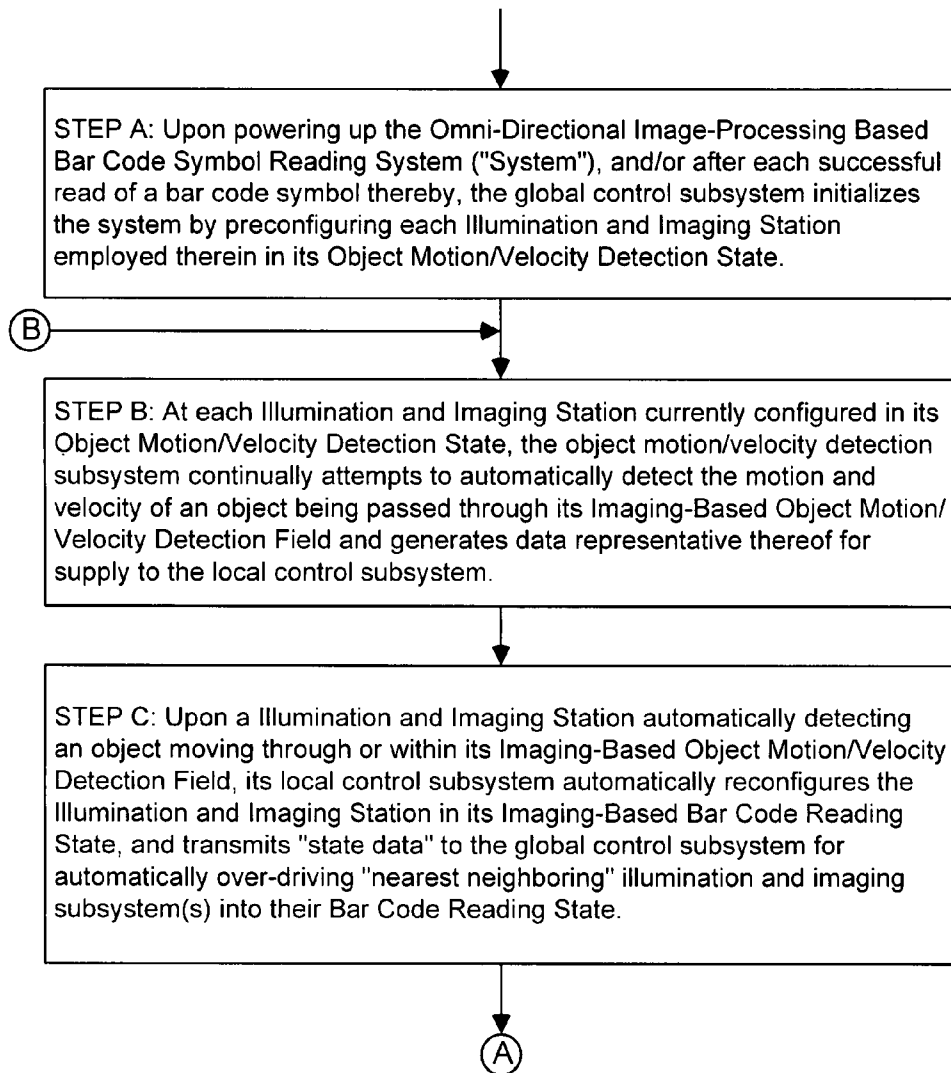 STEP A: Upon powering up the Omni-Directional Image-Processing Based
Bar Code Symbol Reading System ("System"), and/or after each successful
read of a bar code symbol thereby, the global control subsystem initializes
the system by preconfiguring each Illumination and Imaging Station
employed therein in its Object Motion/Velocity Detection State.
B
STEP B: At each Illumination and Imaging Station currently configured in its
Object Motion/Velocity Detection State, the object motion/velocity detection
subsystem continually attempts to automatically detect the motion and
velocity of an object being passed through its Imaging-Based Object Motion/
Velocity Detection Field and generates data representative thereof for
supply to the local control subsystem.
STEP C: Upon a Illumination and Imaging Station automatically detecting
an object moving through or within its Imaging-Based Object Motion/Velocity
Detection Field, its local control subsystem automatically reconfigures the
Illumination and Imaging Station in its Imaging-Based Bar Code Reading
State, and transmits "state data" to the global control subsystem for
automatically over-driving "nearest neighboring" illumination and imaging
subsystem(s) into their Bar Code Reading State.
A